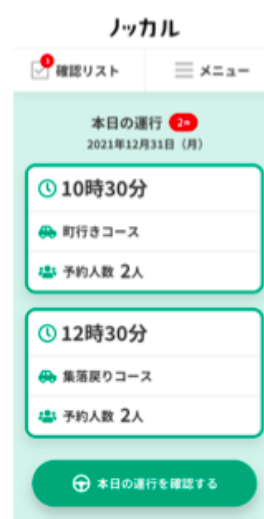 ノッカル
1
確認リスト
メニュー
本日の運行 2件
2021年12月31日（月）
10時30分
町行きコース
予約人数 2人
12時30分
集落戻りコース
予約人数 2人
本日の運行を確認する